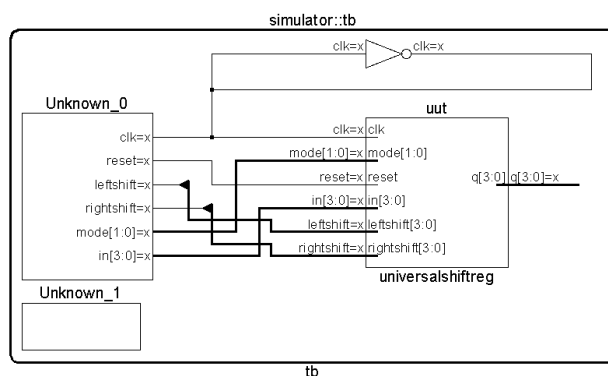 simulator::tb
clk=x clk=x
Unknown_0
uut
clk=x
clk=x clk
mode[1:0]=x mode[1:0]
reset=x
q[3:0] q[3:0]=x
leftshift=x
reset=x reset
rightshift=x
in[3:0]=x in[3:0]
mode[1:0]=x
leftshift=x leftshift[3:0]
in[3:0]=x
rightshift=x rightshift[3:0]
universalshiftreg
Unknown_1
tb